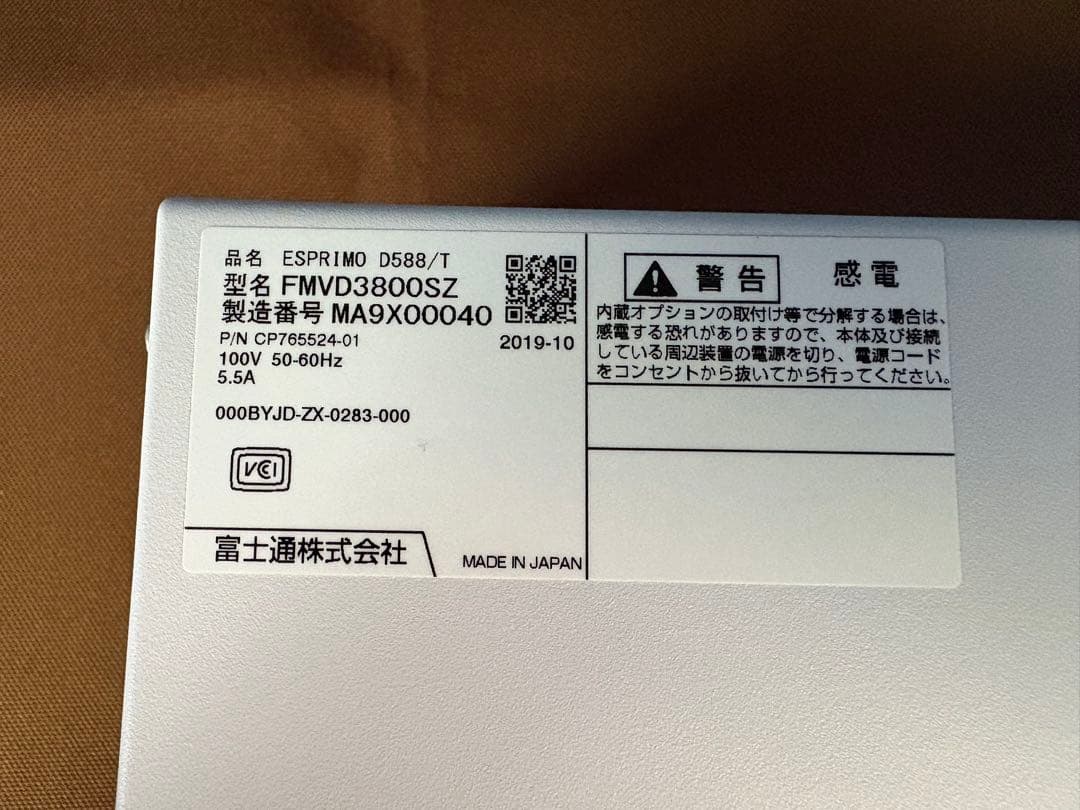 品名 ESPRIMO D588/T
型名 FMVD3800SZ
製造番号 MA9X00040
P/N CP765524-01
2019-10
100V 50-60Hz
5.5A
000BYJD-ZX-0283-000
VCI
富士通株式会社
MADE IN JAPAN
警告 感電
内蔵オプションの取付け等で分解する場合は、
感電する恐れがありますので、本体及び接続
している周辺装置の電源を切り、電源コード
をコンセントから抜いてから行ってください。